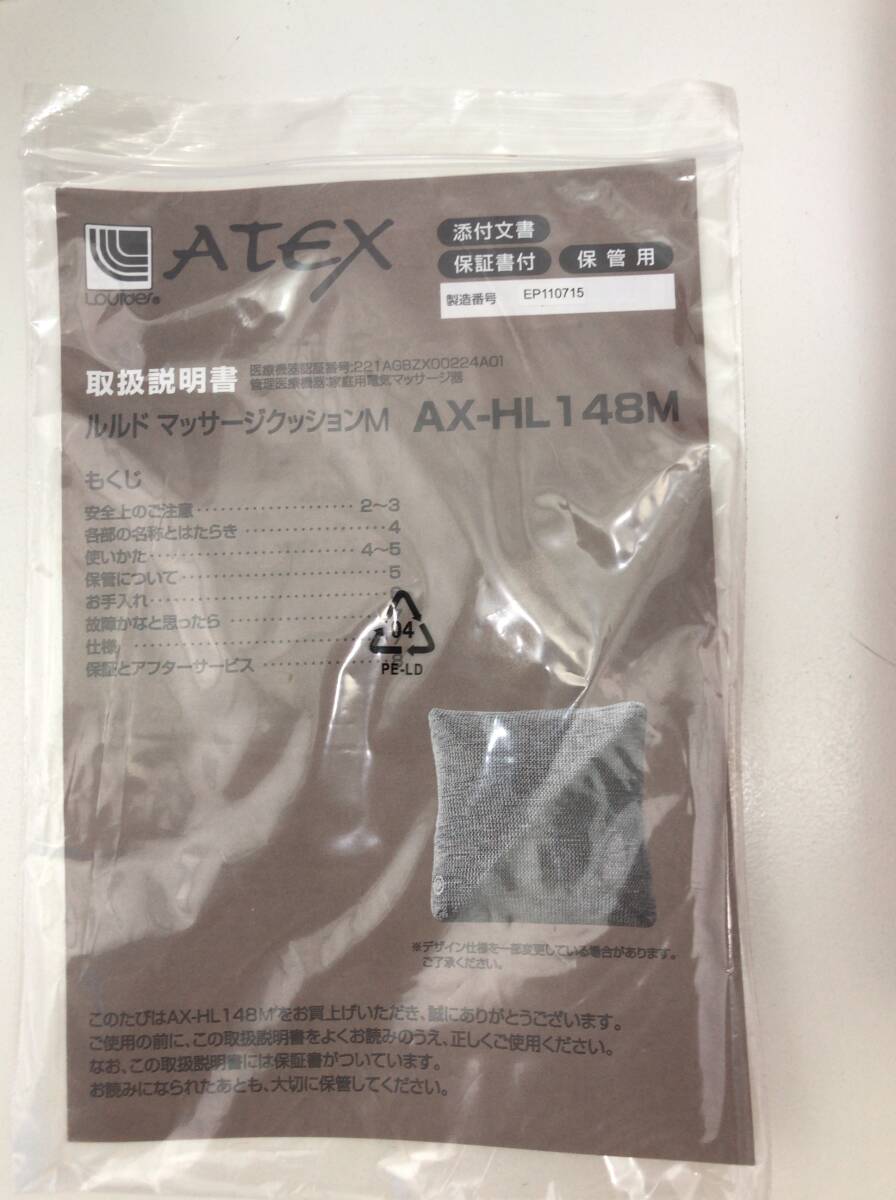 Lourdes®
ATEX
添付文書
保証書付 保管用
製造番号 EP110715
取扱説明書
医療機器認証番号:221AGBZX00224A01
管理医療機器:家庭用電気マッサージ器
ルルド マッサージクッションM AX-HL148M
もくじ
安全上のご注意 2~3
各部の名称とはたらき 4
使いかた 4~5
保管について 5
お手入れ
故障かなと思ったら
仕様
保証とアフターサービス 8
04
PE-LD
※デザイン仕様を一部変更している場合があります。
ご了承ください。
このたびはAX-HL148Mをお買上げいただき、誠にありがとうございます。
ご使用の前に、この取扱説明書をよくお読みのうえ、正しくご使用ください。
なお、この取扱説明書には保証書がついています。
お読みになられたあとも、大切に保管してください。